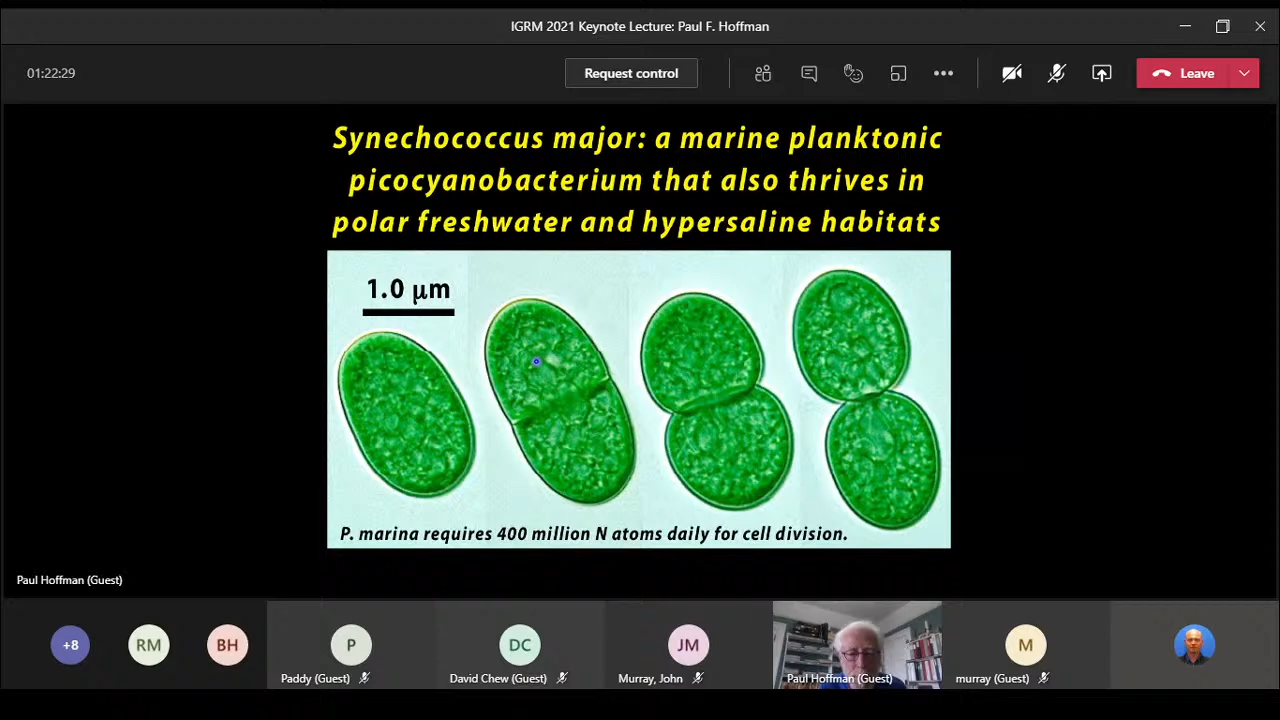 IGRM 2021 Keynote Lecture: Paul F. Hoffman
01:22:29
Request control
Leave
Synechococcus major: a marine planktonic
picocyanobacterium that also thrives in
polar freshwater and hypersaline habitats
1.0 μm
P. marina requires 400 million N atoms daily for cell division.
Paul Hoffman (Guest)
+8
RM
BH
P
DC
JM
M
Paddy (Guest)
David Chew (Guest)
Murray, John
Paul Hoffman (Guest)
murray (Guest)